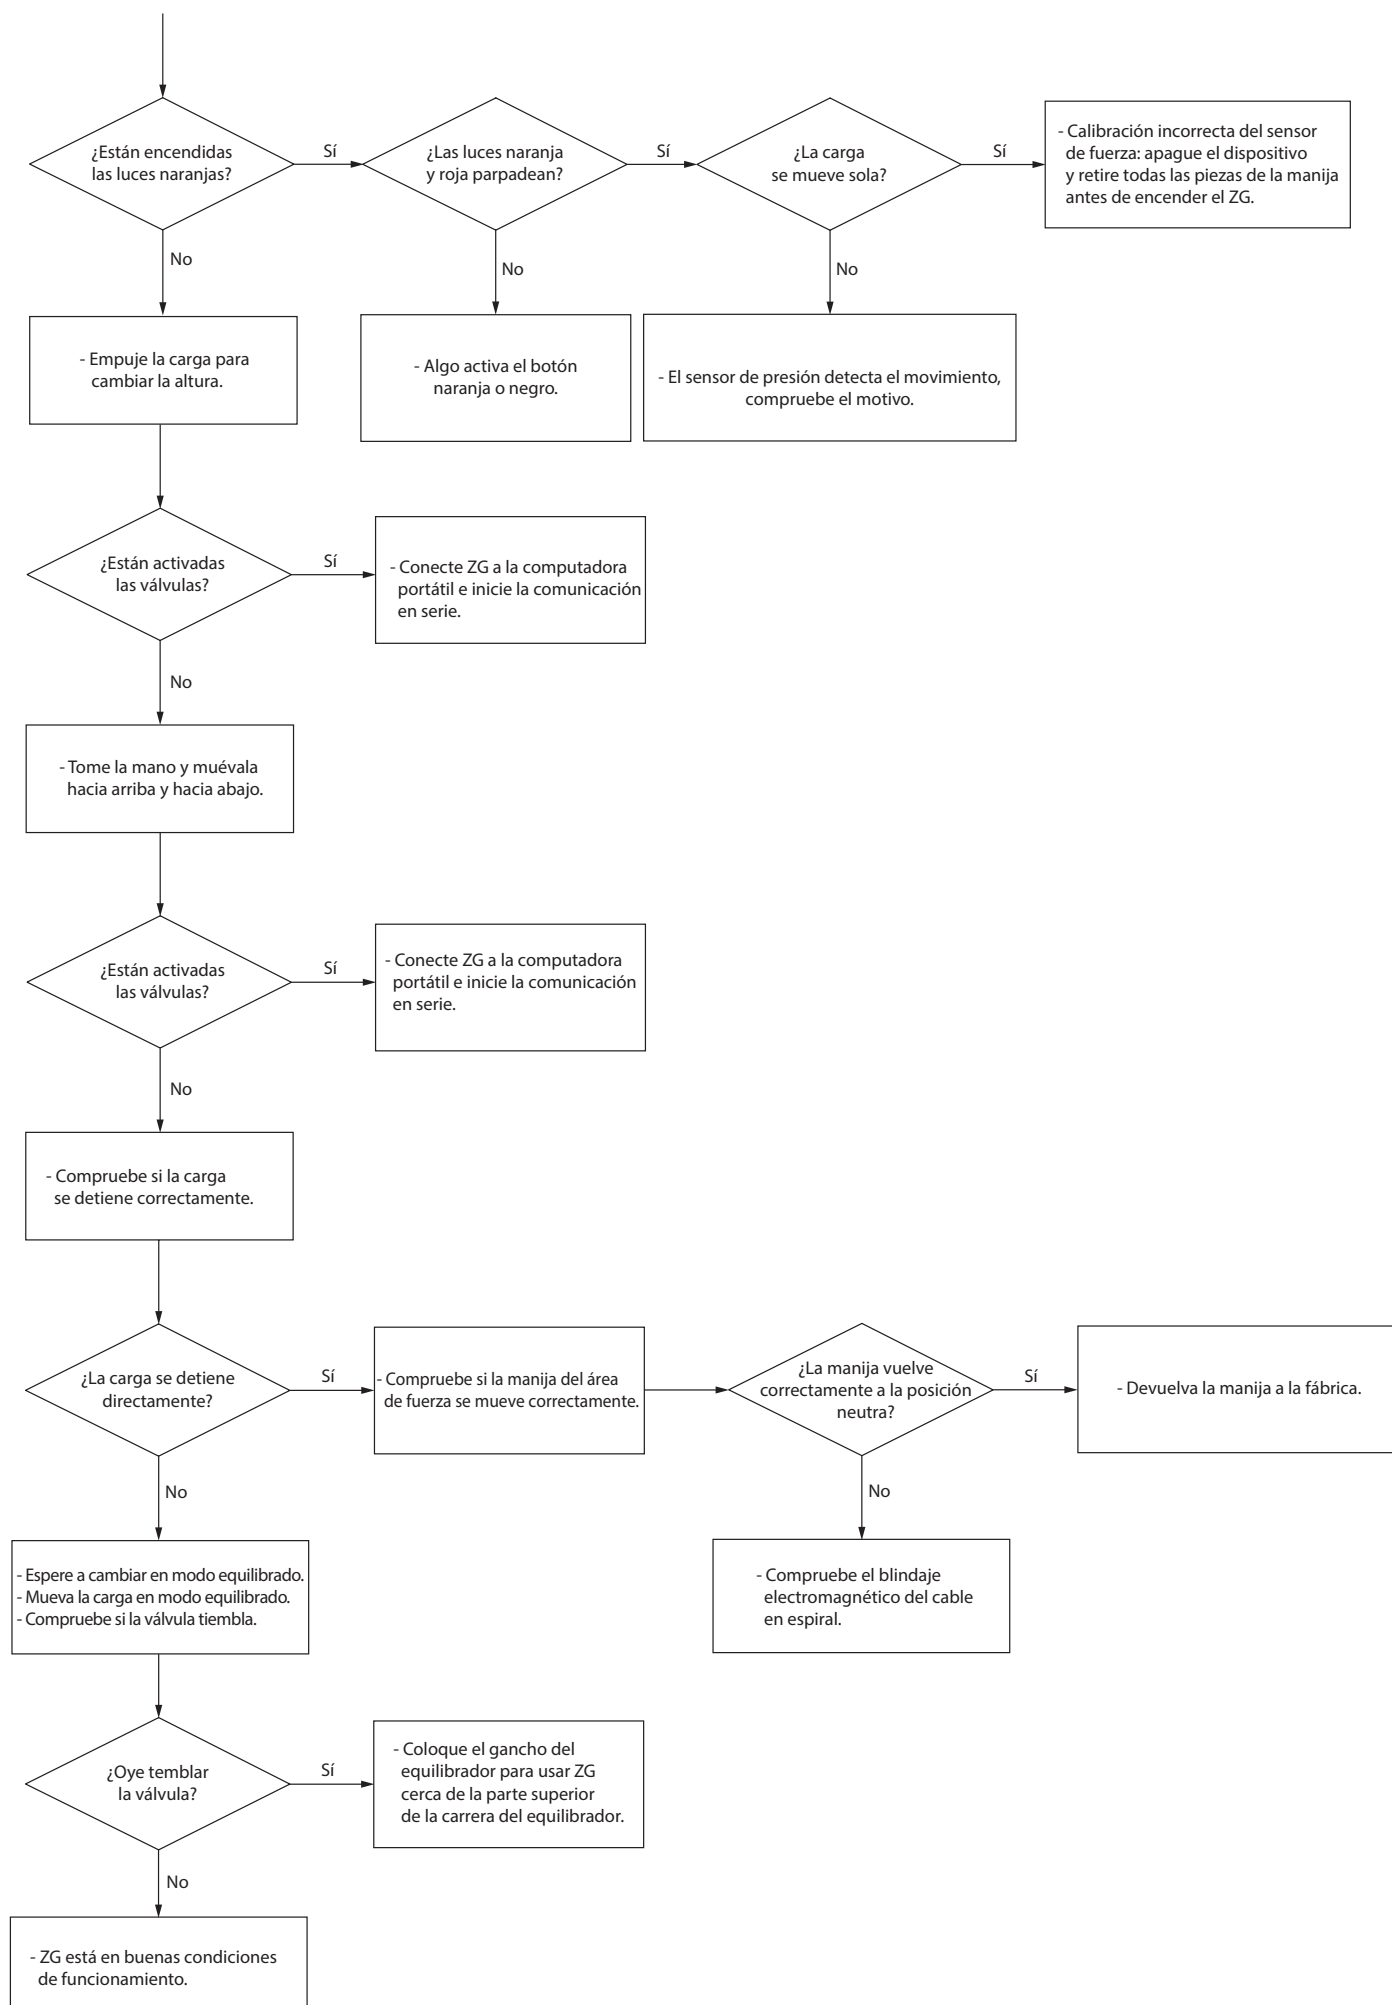 ¿Están encendidas
las luces naranjas?
Sí
¿Las luces naranja
y roja parpadean?
Sí
¿La carga
se mueve sola?
Sí
- Calibración incorrecta del sensor
de fuerza: apague el dispositivo
y retire todas las piezas de la manija
antes de encender el ZG.
No
No
No
- Empuje la carga para
cambiar la altura.
- Algo activa el botón
naranja o negro.
- El sensor de presión detecta el movimiento,
compruebe el motivo.
¿Están activadas
las válvulas?
Sí
- Conecte ZG a la computadora
portátil e inicie la comunicación
en serie.
No
- Tome la mano y muévala
hacia arriba y hacia abajo.
¿Están activadas
las válvulas?
Sí
- Conecte ZG a la computadora
portátil e inicie la comunicación
en serie.
No
- Compruebe si la carga
se detiene correctamente.
¿La carga se detiene
directamente?
Sí
- Compruebe si la manija del área
de fuerza se mueve correctamente.
¿La manija vuelve
correctamente a la posición
neutra?
Sí
- Devuelva la manija a la fábrica.
No
No
- Espere a cambiar en modo equilibrado.
- Mueva la carga en modo equilibrado.
- Compruebe si la válvula tiembla.
- Compruebe el blindaje
electromagnético del cable
en espiral.
¿Oye temblar
la válvula?
Sí
- Coloque el gancho del
equilibrador para usar ZG
cerca de la parte superior
de la carrera del equilibrador.
No
- ZG está en buenas condiciones
de funcionamiento.